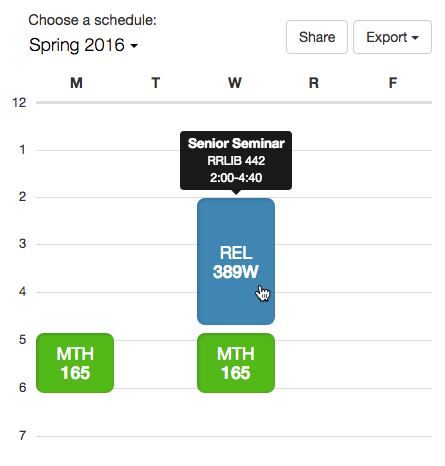 Choose a schedule:
Spring 2016
Share
Export
M T W R F
12
1
Senior Seminar
RRLIB 442
2:00-4:40
2
3
REL
389W
4
5
MTH
165
MTH
165
6
7